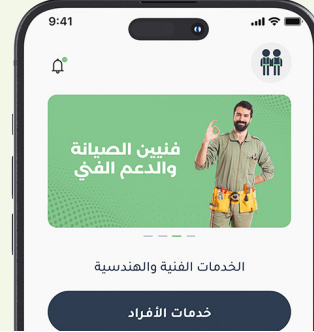 9:41
فنيين الصيانة
والدعم الفني
الخدمات الفنية والهندسية
خدمات الأفراد